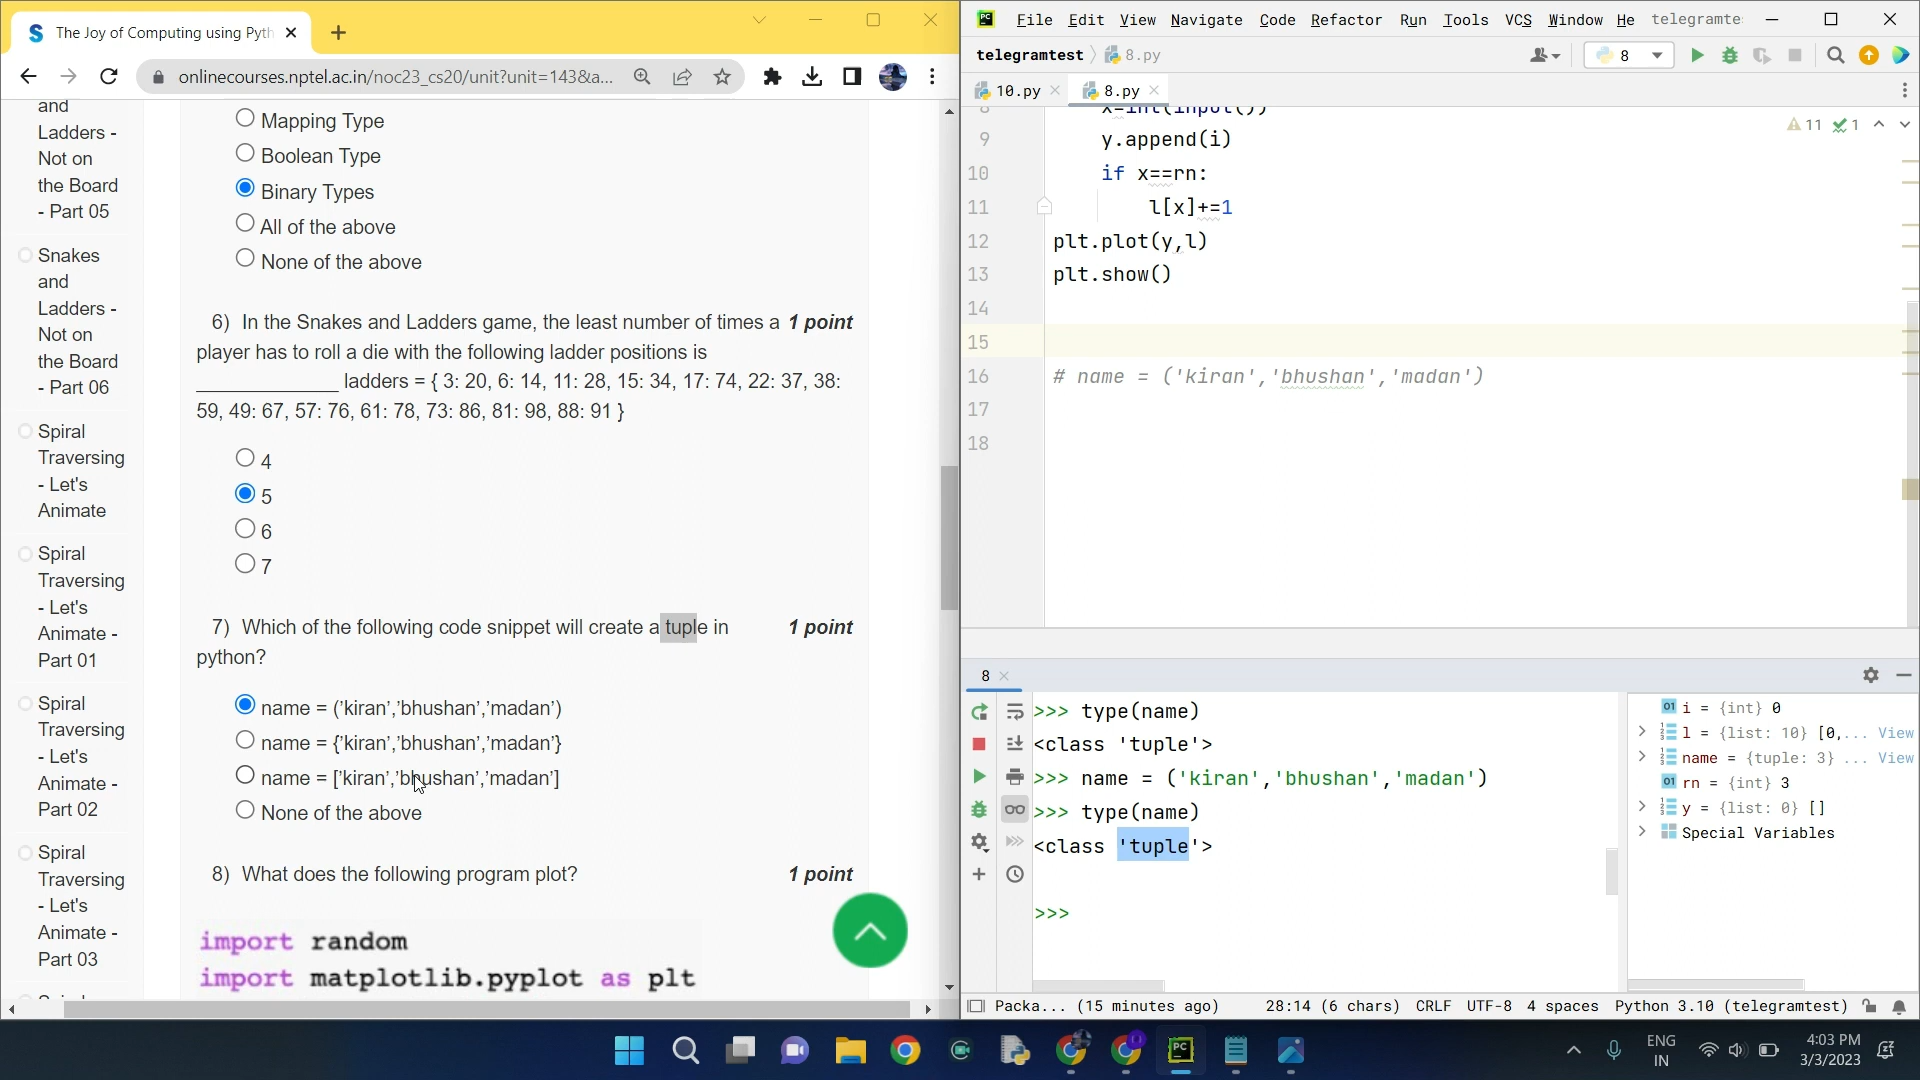 The Joy of Computing using Pyth
onlinecourses.nptel.ac.in/noc23_cs20/unit?unit=143&a...
and
Ladders -
Not on
the Board
- Part 05
Snakes
and
Ladders -
Not on
the Board
- Part 06
Spiral
Traversing
- Let's
Animate
Spiral
Traversing
- Let's
Animate -
Part 01
Spiral
Traversing
- Let's
Animate -
Part 02
Spiral
Traversing
- Let's
Animate -
Part 03
Mapping Type
Boolean Type
Binary Types
All of the above
None of the above
6) In the Snakes and Ladders game, the least number of times a 1 point
player has to roll a die with the following ladder positions is
______________ ladders = { 3: 20, 6: 14, 11: 28, 15: 34, 17: 74, 22: 37, 38:
59, 49: 67, 57: 76, 61: 78, 73: 86, 81: 98, 88: 91 }
4
5
6
7
7) Which of the following code snippet will create a tuple in 1 point
python?
name = ('kiran','bhushan','madan')
name = {'kiran','bhushan','madan'}
name = ['kiran','bhushan','madan']
None of the above
8) What does the following program plot? 1 point
import random
import matplotlib.pyplot as plt
PC File Edit View Navigate Code Refactor Run Tools VCS Window He telegramte
telegramtest 8.py 8
10.py 8.py
11 1
8 x=int(input())
9 y.append(i)
10 if x==rn:
11 l[x]+=1
12 plt.plot(y,l)
13 plt.show()
14
15
16 # name = ('kiran','bhushan','madan')
17
18
8
>>> type(name)
<class 'tuple'>
>>> name = ('kiran','bhushan','madan')
>>> type(name)
<class 'tuple'>
>>>
i = {int} 0
l = {list: 10} [0,... View
name = {tuple: 3} ... View
rn = {int} 3
y = {list: 0} []
Special Variables
Packa... (15 minutes ago) 28:14 (6 chars) CRLF UTF-8 4 spaces Python 3.10 (telegramtest)
ENG
IN
4:03 PM
3/3/2023